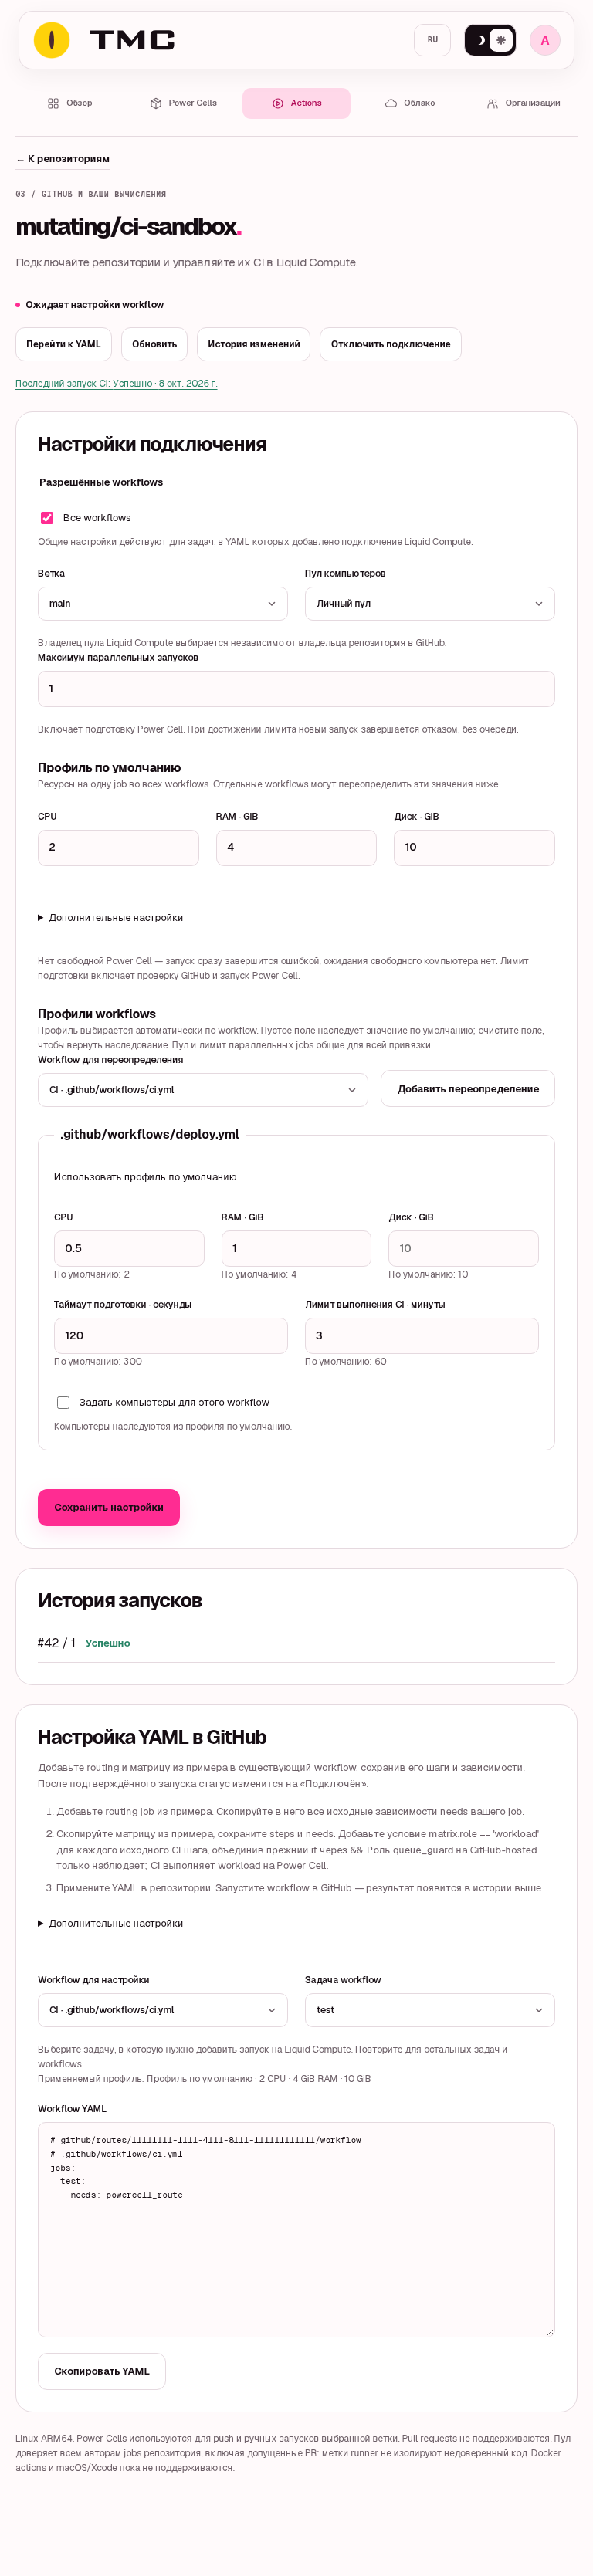 TMC
RU
A
Обзор
Power Cells
Actions
Облако
Организации
← К репозиториям
03 / GITHUB И ВАШИ ВЫЧИСЛЕНИЯ
mutating/ci-sandbox.
Подключайте репозитории и управляйте их CI в Liquid Compute.
Ожидает настройки workflow
Перейти к YAML
Обновить
История изменений
Отключить подключение
Последний запуск CI: Успешно · 8 окт. 2026 г.
Настройки подключения
Разрешённые workflows
Все workflows
Общие настройки действуют для задач, в YAML которых добавлено подключение Liquid Compute.
Ветка
Пул компьютеров
main
Личный пул
Владелец пула Liquid Compute выбирается независимо от владельца репозитория в GitHub.
Максимум параллельных запусков
1
Включает подготовку Power Cell. При достижении лимита новый запуск завершается отказом, без очереди.
Профиль по умолчанию
Ресурсы на одну job во всех workflows. Отдельные workflows могут переопределить эти значения ниже.
CPU
RAM · GiB
Диск · GiB
2
4
10
Дополнительные настройки
Нет свободной Power Cell — запуск сразу завершится ошибкой, ожидания свободного компьютера нет. Лимит
подготовки включает проверку GitHub и запуск Power Cell.
Профили workflows
Профиль выбирается автоматически по workflow. Пустое поле наследует значение по умолчанию; очистите поле,
чтобы вернуть наследование. Пул и лимит параллельных jobs общие для всей привязки.
Workflow для переопределения
CI · .github/workflows/ci.yml
Добавить переопределение
.github/workflows/deploy.yml
Использовать профиль по умолчанию
CPU
RAM · GiB
Диск · GiB
0.5
1
10
По умолчанию: 2
По умолчанию: 4
По умолчанию: 10
Таймаут подготовки · секунды
Лимит выполнения CI · минуты
120
3
По умолчанию: 300
По умолчанию: 60
Задать компьютеры для этого workflow
Компьютеры наследуются из профиля по умолчанию.
Сохранить настройки
История запусков
#42 / 1
Успешно
Настройка YAML в GitHub
Добавьте routing и матрицу из примера в существующий workflow, сохранив его шаги и зависимости.
После подтверждённого запуска статус изменится на «Подключён».
1. Добавьте routing job из примера. Скопируйте в него все исходные зависимости needs вашего job.
2. Скопируйте матрицу из примера, сохраните steps и needs. Добавьте условие matrix.role == 'workload'
для каждого исходного CI шага, объединив прежний if через &&. Роль queue_guard на GitHub-hosted
только наблюдает; CI выполняет workload на Power Cell.
3. Примените YAML в репозитории. Запустите workflow в GitHub — результат появится в истории выше.
Дополнительные настройки
Workflow для настройки
Задача workflow
CI · .github/workflows/ci.yml
test
Выберите задачу, в которую нужно добавить запуск на Liquid Compute. Повторите для остальных задач и
workflows.
Применяемый профиль: Профиль по умолчанию · 2 CPU · 4 GiB RAM · 10 GiB
Workflow YAML
# github/routes/11111111-1111-4111-8111-111111111111/workflow
# .github/workflows/ci.yml
jobs:
test:
needs: powercell_route
Скопировать YAML
Linux ARM64. Power Cells используются для push и ручных запусков выбранной ветки. Pull requests не поддерживаются. Пул
доверяет всем авторам jobs репозитория, включая допущенные PR: метки runner не изолируют недоверенный код. Docker
actions и macOS/Xcode пока не поддерживаются.